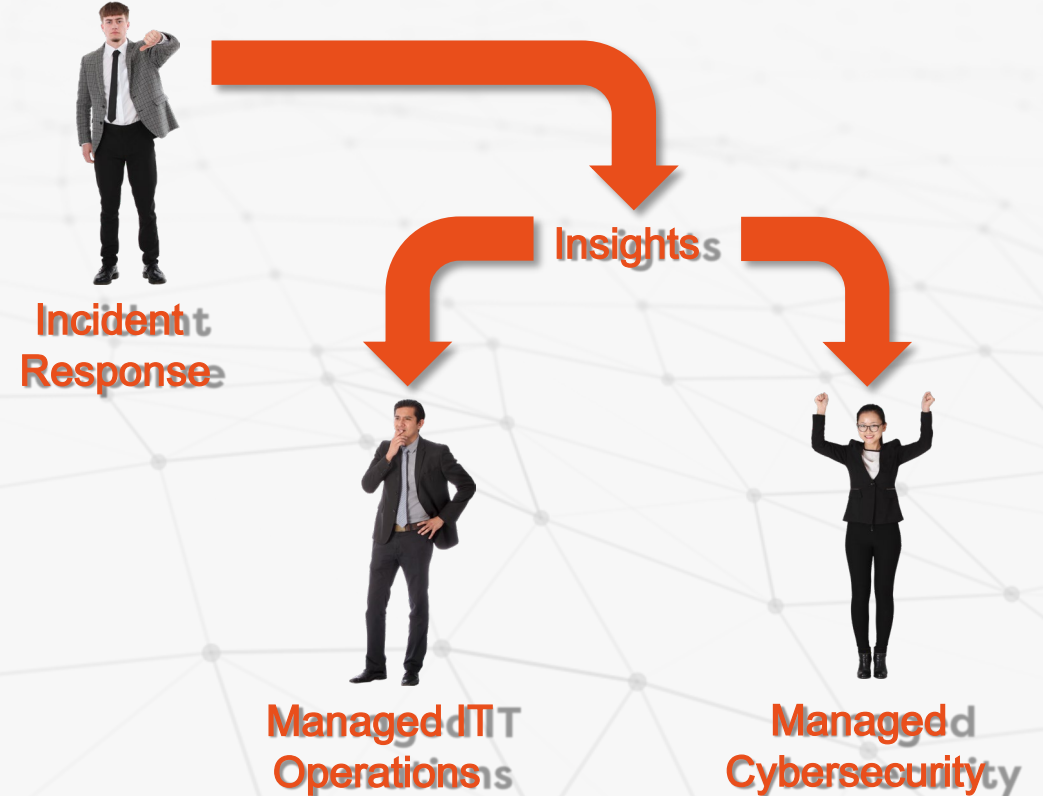 Insights
Incident
Response
Managed IT
Operations
Managed
Cybersecurity